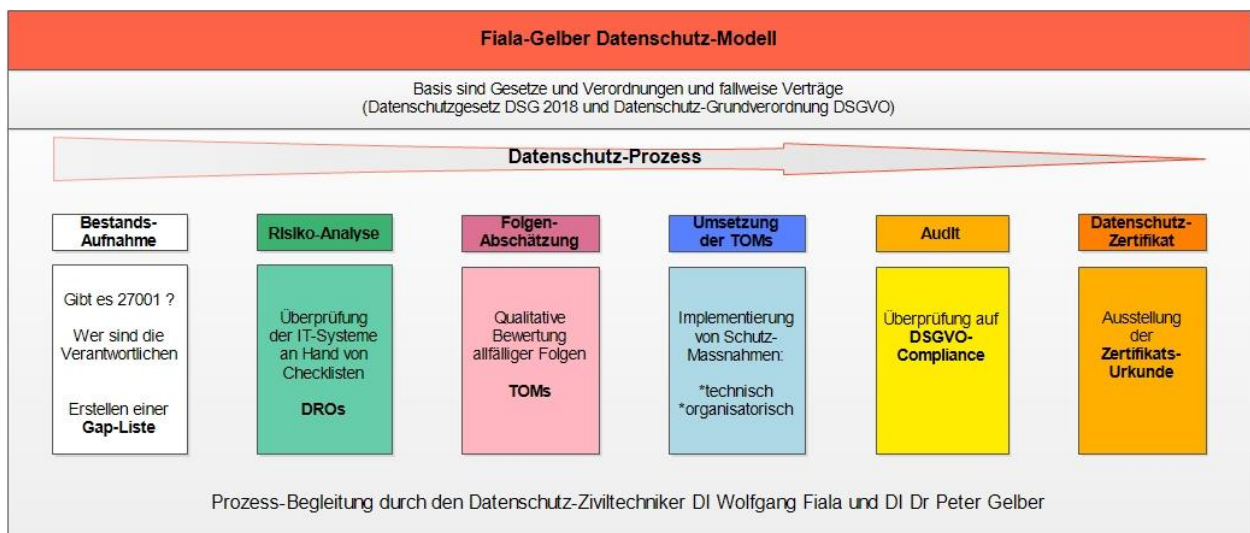 Fiala-Gelber Datenschutz-Modell
Basis sind Gesetze und Verordnungen und fallweise Verträge
(Datenschutzgesetz DSG 2018 und Datenschutz-Grundverordnung DSGVO)
Datenschutz-Prozess
Bestands-
Aufnahme
Gibt es 27001 ?
Wer sind die
Verantwortlichen
Erstellen einer
Gap-Liste
Risiko-Analyse
Überprüfung
der IT-Systeme
an Hand von
Checklisten
DROs
Folgen-
Abschätzung
Qualitative
Bewertung
allfälliger Folgen
TOMs
Umsetzung
der TOMs
Implementierung
von Schutz-
Massnahmen:
*technisch
*organisatorisch
Audit
Überprüfung auf
DSGVO-
Compliance
Datenschutz-
Zertifikat
Ausstellung
der
Zertifikats-
Urkunde
Prozess-Begleitung durch den Datenschutz-Ziviltechniker DI Wolfgang Fiala und DI Dr Peter Gelber